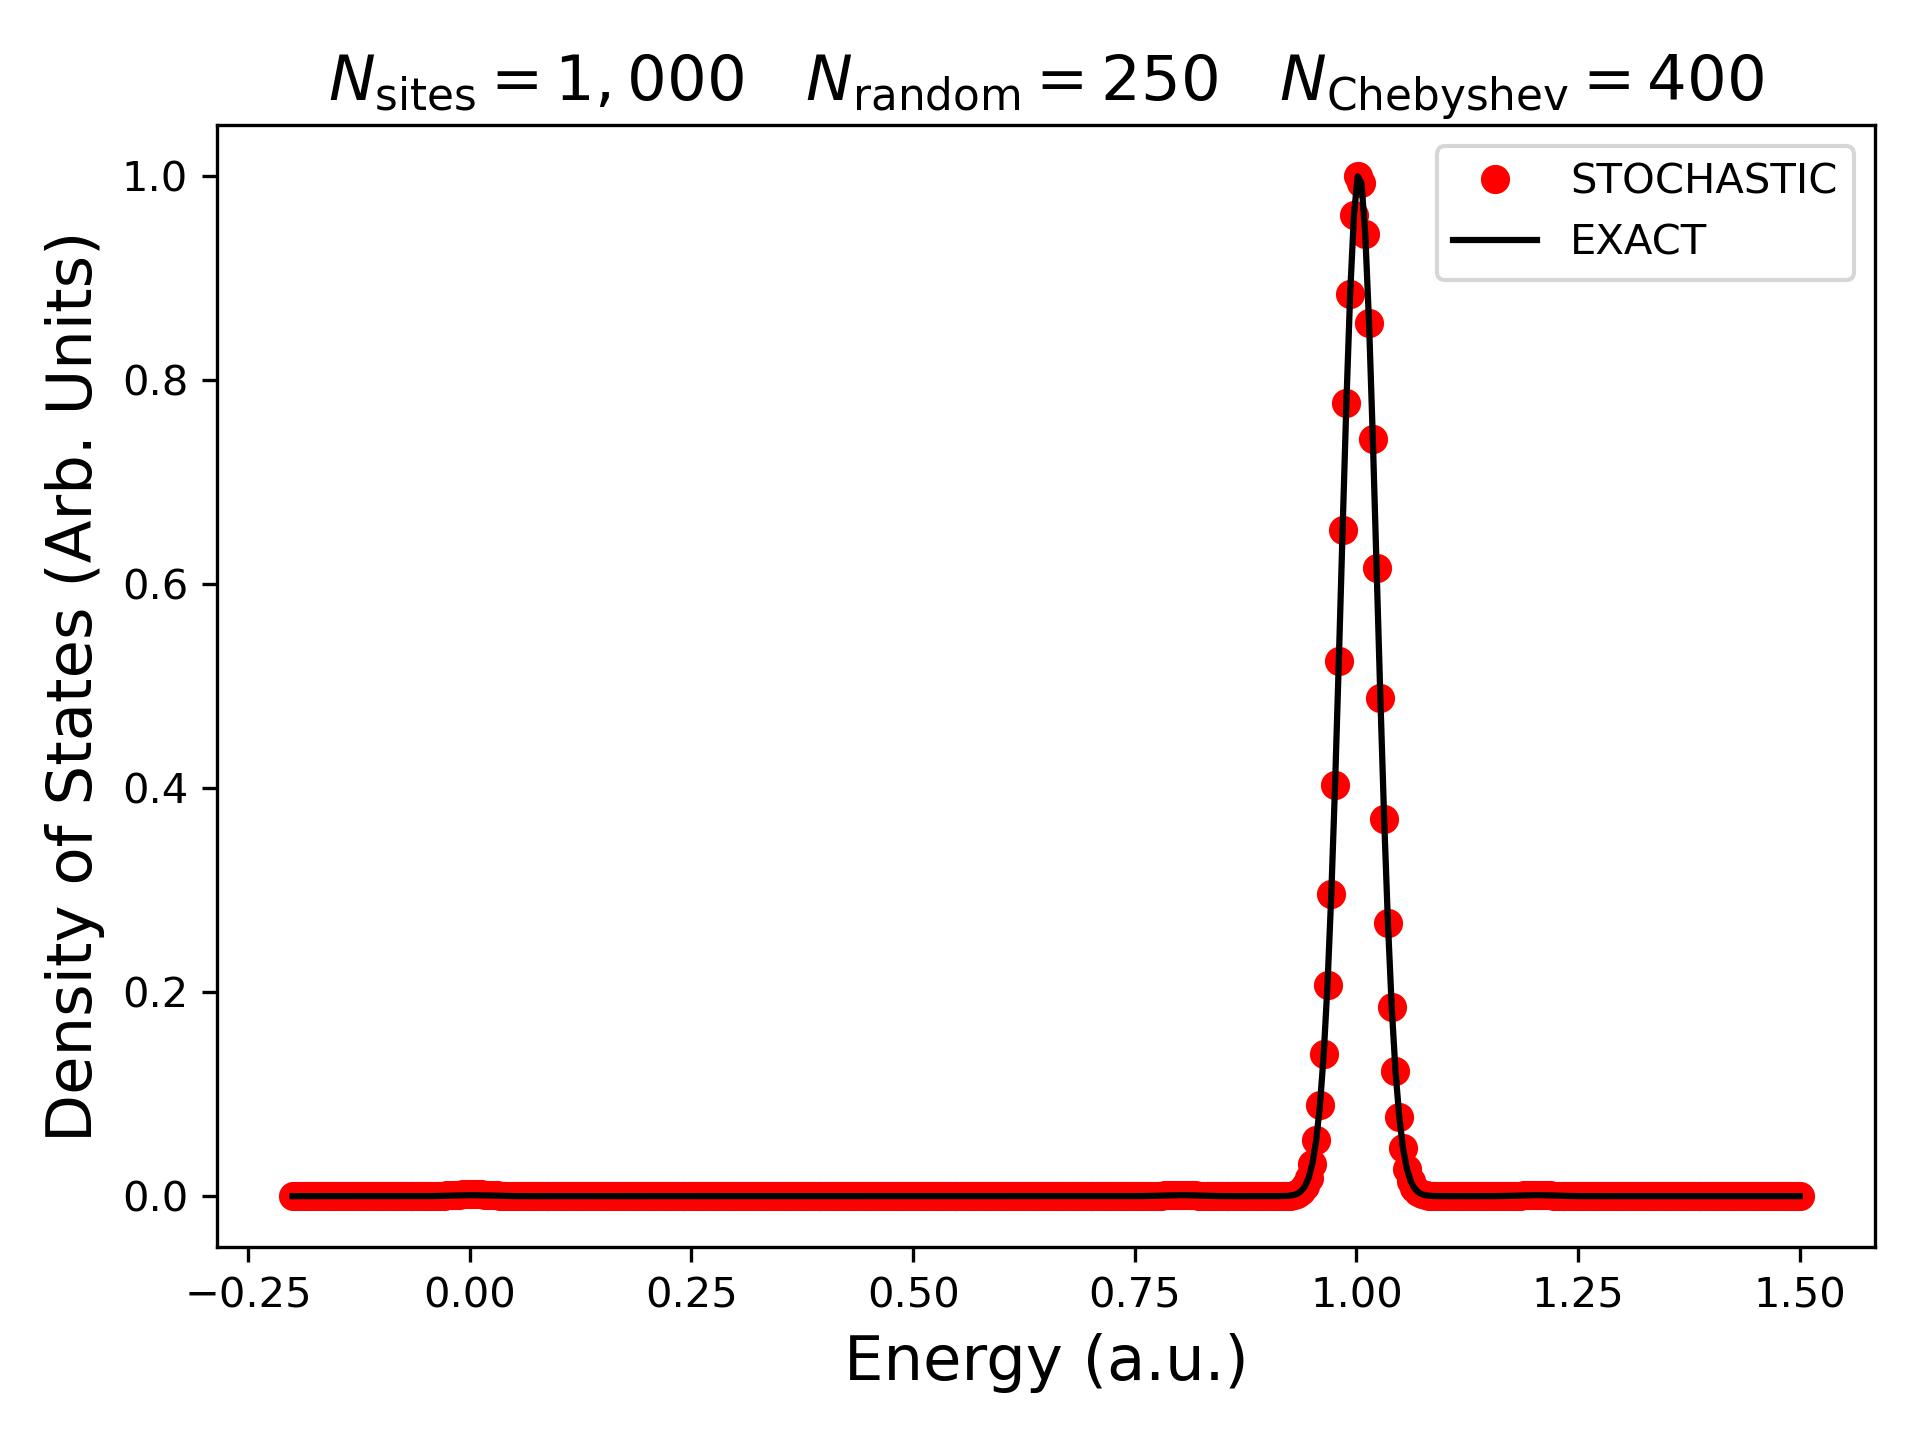 N_sites = 1,000 N_random = 250 N_Chebyshev = 400
STOCHASTIC
EXACT
Density of States (Arb. Units)
1.0
0.8
0.6
0.4
0.2
0.0
−0.25 0.00 0.25 0.50 0.75 1.00 1.25 1.50
Energy (a.u.)